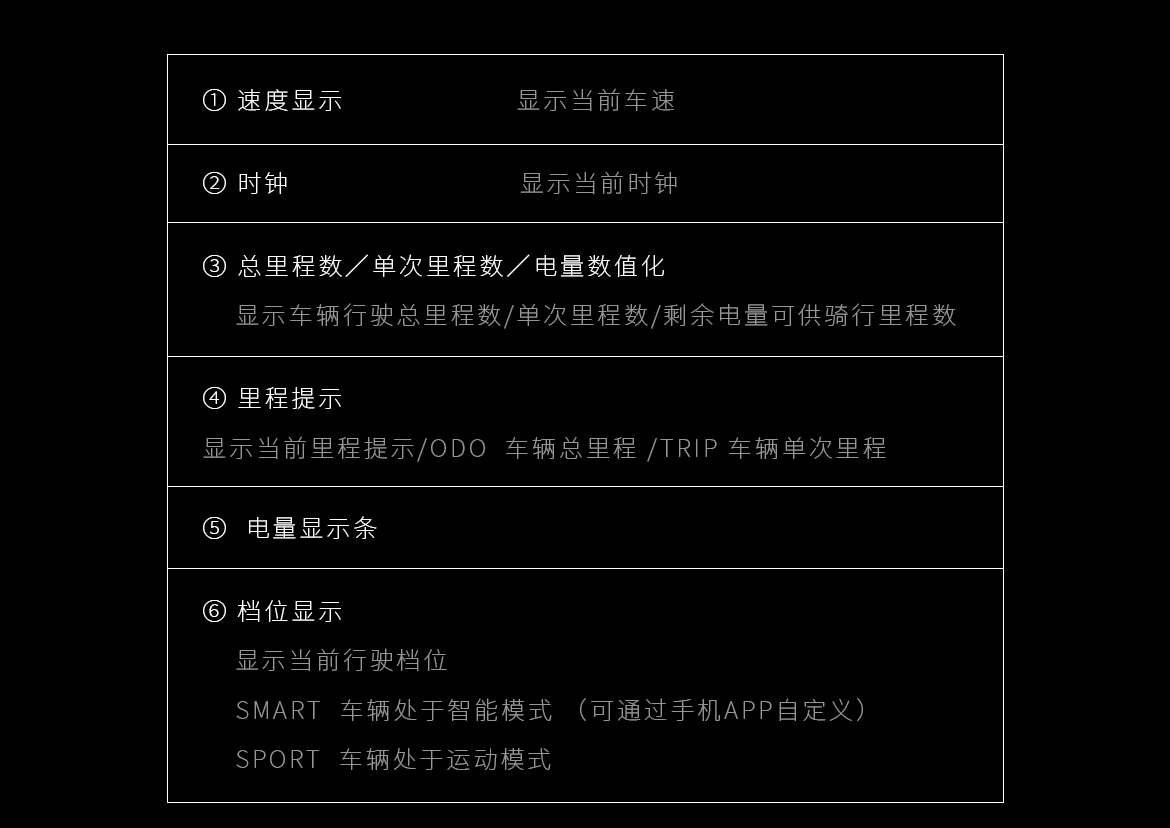 ① 速度显示 显示当前车速
② 时钟 显示当前时钟
③ 总里程数／单次里程数／电量数值化
显示车辆行驶总里程数/单次里程数/剩余电量可供骑行里程数
④ 里程提示
显示当前里程提示/ODO 车辆总里程 /TRIP 车辆单次里程
⑤ 电量显示条
⑥ 档位显示
显示当前行驶档位
SMART 车辆处于智能模式 （可通过手机APP自定义）
SPORT 车辆处于运动模式